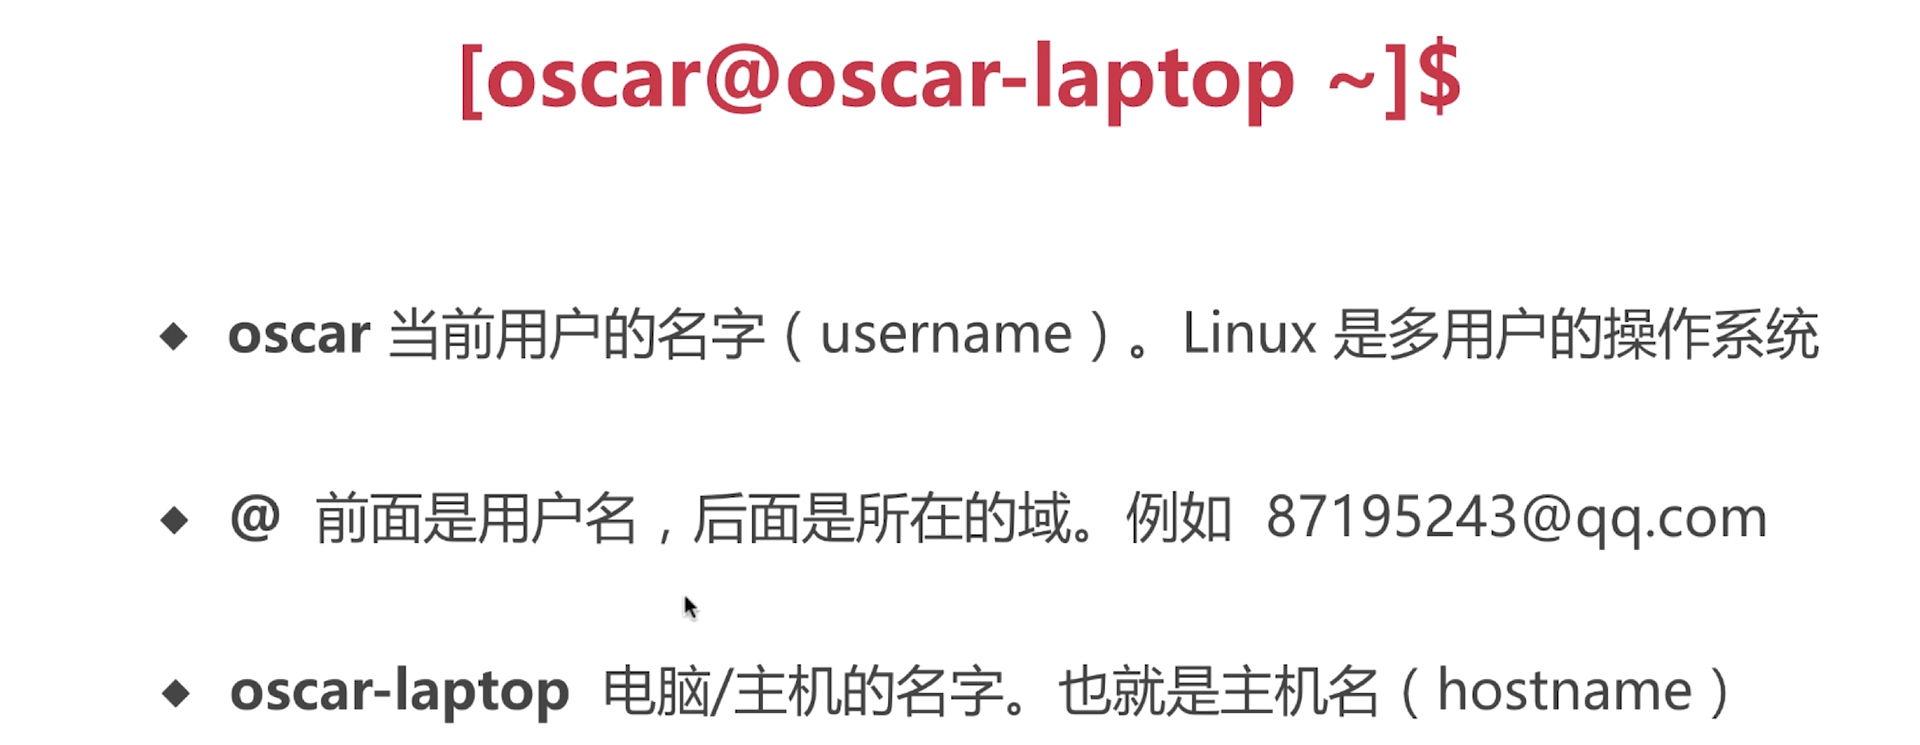 [oscar@oscar-laptop ~]$
◆ oscar 当前用户的名字（username）。Linux 是多用户的操作系统
◆ @ 前面是用户名，后面是所在的域。例如 87195243@qq.com
◆ oscar-laptop 电脑/主机的名字。也就是主机名（hostname）